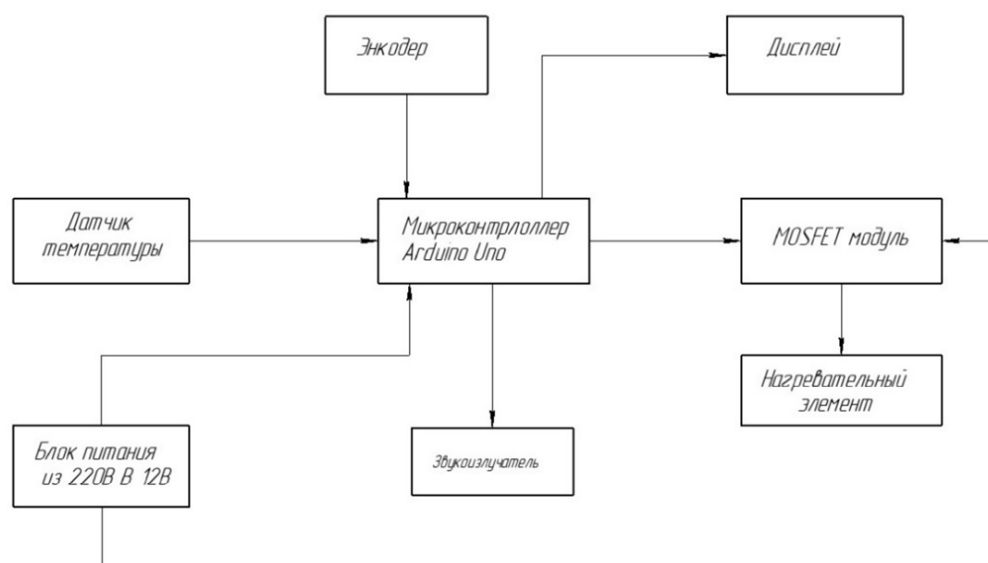 Энкодер
Дисплей
Датчик
температуры
Микроконтрлоллер
Arduino Uno
MOSFET модуль
Нагревательный
элемент
Блок питания
из 220В В 12В
Звукоизлучатель